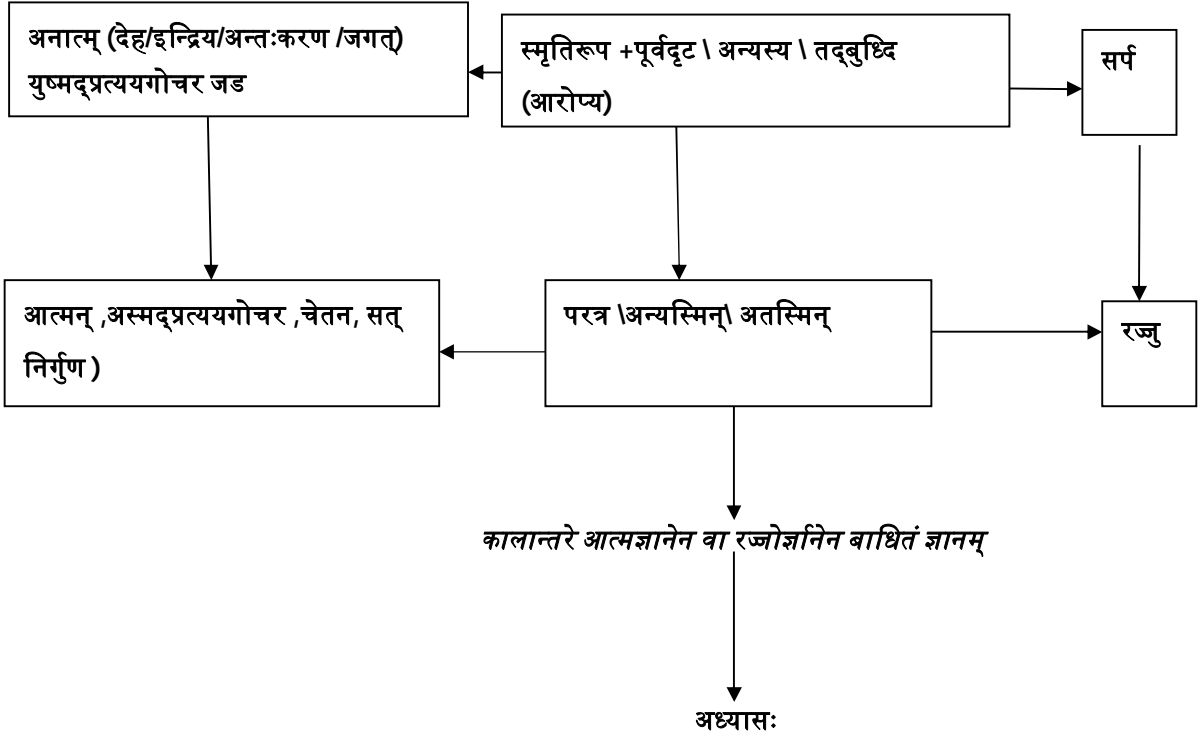 अनात्म् (देह/इन्द्रिय/अन्तःकरण /जगत्)
युष्मद्प्रत्ययगोचर जड
स्मृतिरूप +पूर्वदृट \ अन्यस्य \ तद्बुध्दि
(आरोप्य)
सर्प
आत्मन् ,अस्मद्प्रत्ययगोचर ,चेतन, सत्
निर्गुण )
परत्र \अन्यस्मिन्\ अतस्मिन्
रज्जु
कालान्तरे आत्मज्ञानेन वा रज्जोर्ज्ञानेन बाधितं ज्ञानम्
अध्यासः